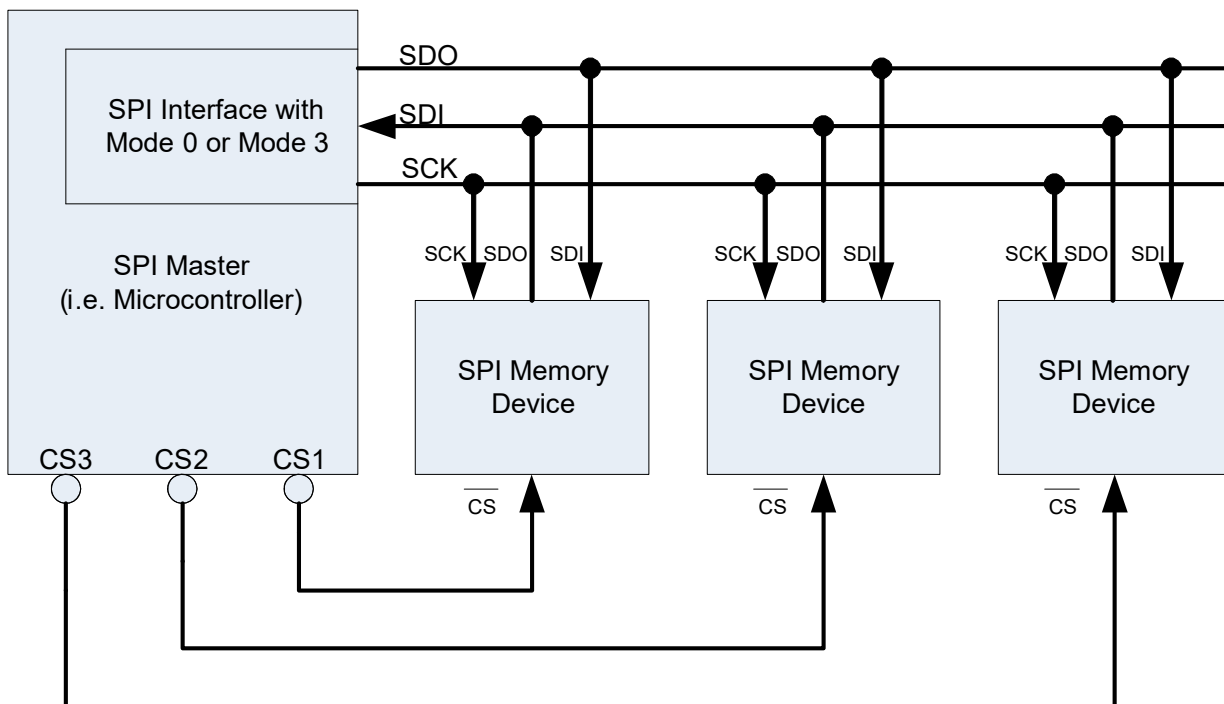 SDO
SPI Interface with
Mode 0 or Mode 3
SDI
SCK
SPI Master
(i.e. Microcontroller)
SCK SDO SDI
SCK SDO SDI
SCK SDO SDI
SPI Memory
Device
SPI Memory
Device
SPI Memory
Device
CS3 CS2 CS1
CS
CS
CS